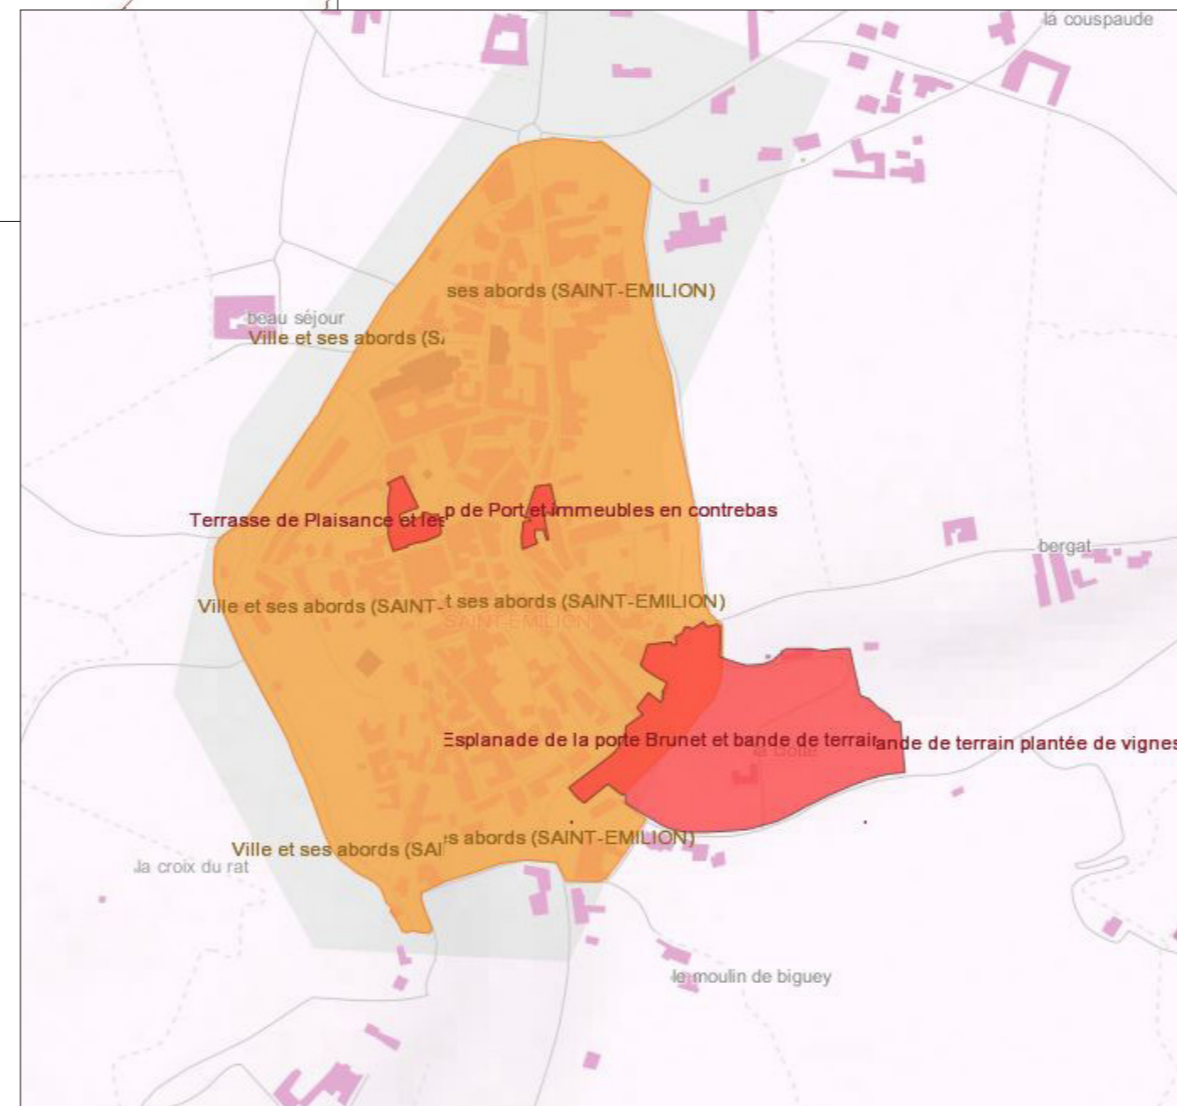 la couspaude
ses abords (SAINT-EMILION)
beau séjour
Ville et ses abords (SA
Terrasse de Plaisance et les
p de Port et immeubles en contrebas
bergat
Ville et ses abords (SAINT-
t ses abords (SAINT-EMILION)
SAINT-EMILION
Esplanade de la porte Brunet et bande de terrain
ande de terrain plantée de vignes
Ville et ses abords (SAI
s abords (SAINT-EMILION)
la croix du rat
le moulin de biguey